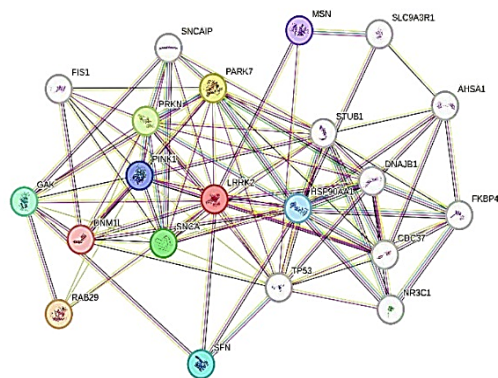 MSN
SLC9A3R1
SNCAIP
FIS1
PARK7
AHSA1
PRKN
STUB1
PINK1
DNAJB1
GAK
LRRK2
HSP90AA1
FKBP4
DNM1L
SNCA
CDC37
TP53
NR3C1
RAB29
SFN